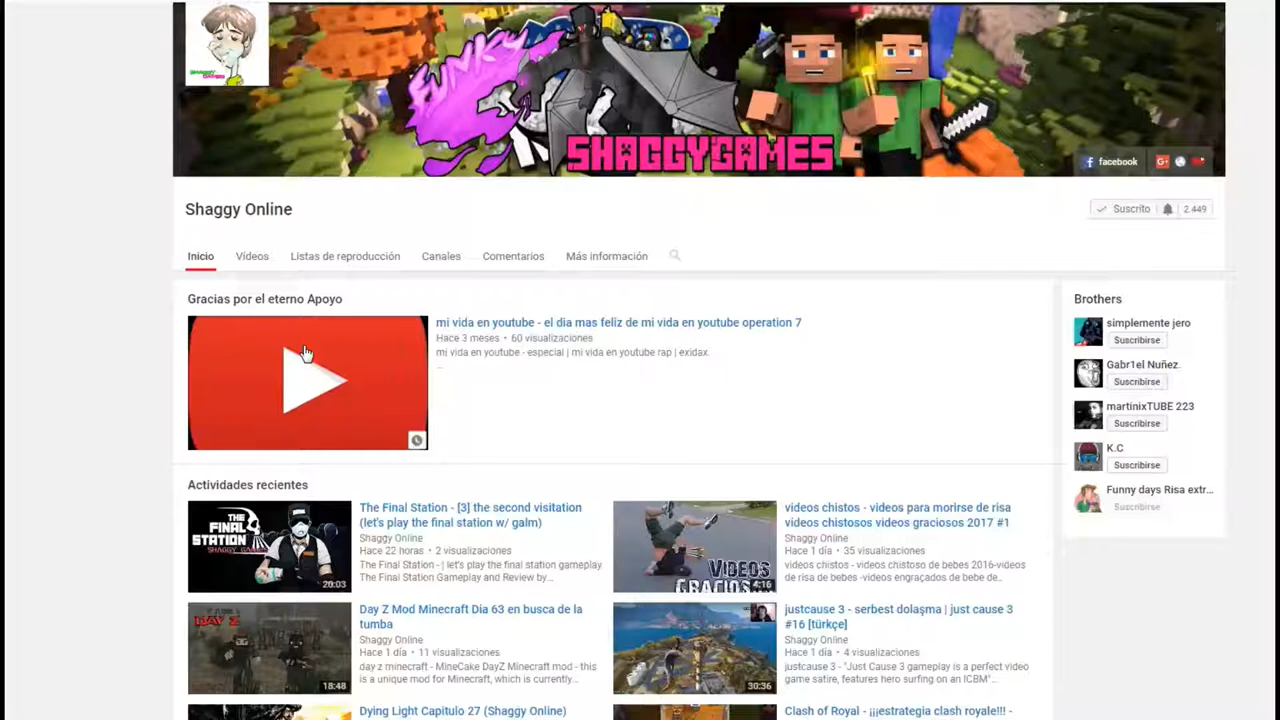 SHAGGYGAMES
facebook
Shaggy Online
Suscrito 2.449
Inicio Vídeos Listas de reproducción Canales Comentarios Más información
Gracias por el eterno Apoyo
mi vida en youtube - el dia mas feliz de mi vida en youtube operation 7
Hace 3 meses • 60 visualizaciones
mi vida en youtube - especial | mi vida en youtube rap | exidax.
...
Brothers
simplemente jero
Suscribirse
Gabr1el Nuñez.
Suscribirse
martinixTUBE 223
Suscribirse
K.C
Suscribirse
Funny days Risa extr...
Suscribirse
Actividades recientes
THE FINAL STATION
SHAGGY GAMES
20:03
The Final Station - [3] the second visitation
(let's play the final station w/ galm)
Shaggy Online
Hace 22 horas • 2 visualizaciones
The Final Station - | let's play the final station gameplay
The Final Station Gameplay and Review by...
VIDEOS
GRACIOS
4:16
videos chistos - videos para morirse de risa
videos chistosos videos graciosos 2017 #1
Shaggy Online
Hace 1 día • 35 visualizaciones
videos chistos - videos chistoso de bebes 2016-videos
de risa de bebes -videos engraçados de bebe de...
DAY Z
18:48
Day Z Mod Minecraft Dia 63 en busca de la
tumba
Shaggy Online
Hace 1 día • 11 visualizaciones
day z minecraft - MineCake DayZ Minecraft mod - this
is a unique mod for Minecraft, which is currently...
30:36
justcause 3 - serbest dolaşma | just cause 3
#16 [türkçe]
Shaggy Online
Hace 1 día • 4 visualizaciones
justcause 3 - "Just Cause 3 gameplay is a perfect video
game satire, features hero surfing on an ICBM"...
Dying Light Capitulo 27 (Shaggy Online)
Clash of Royal - ¡¡¡estrategia clash royale!!! -